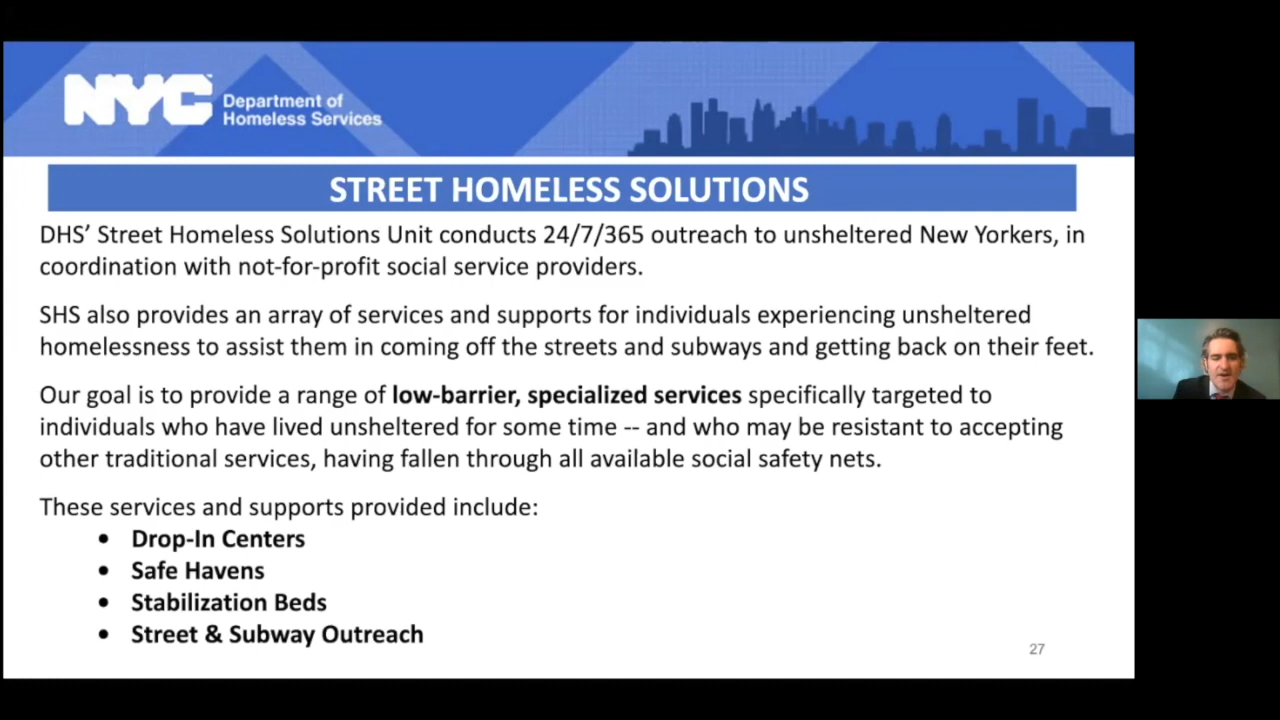 NYC Department of
Homeless Services
STREET HOMELESS SOLUTIONS
DHS’ Street Homeless Solutions Unit conducts 24/7/365 outreach to unsheltered New Yorkers, in
coordination with not-for-profit social service providers.
SHS also provides an array of services and supports for individuals experiencing unsheltered
homelessness to assist them in coming off the streets and subways and getting back on their feet.
Our goal is to provide a range of low-barrier, specialized services specifically targeted to
individuals who have lived unsheltered for some time -- and who may be resistant to accepting
other traditional services, having fallen through all available social safety nets.
These services and supports provided include:
• Drop-In Centers
• Safe Havens
• Stabilization Beds
• Street & Subway Outreach
27